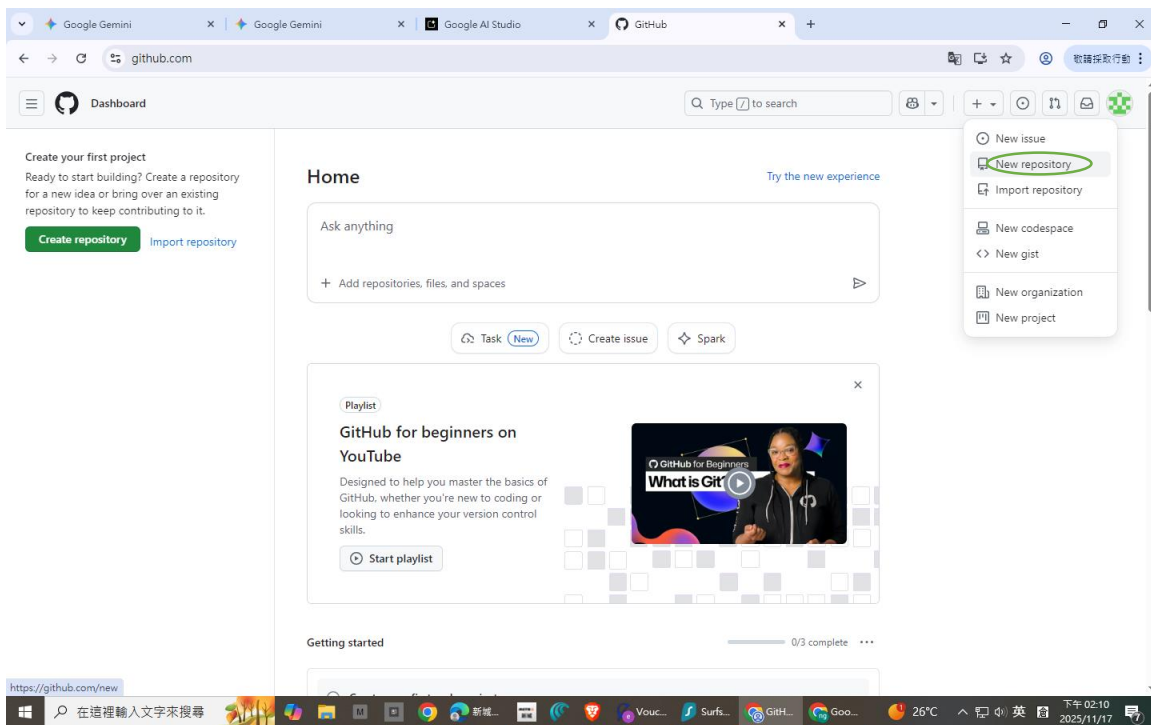 Google Gemini
Google Gemini
Google AI Studio
GitHub
github.com
敬請採取行動
Dashboard
Type / to search
New issue
New repository
Import repository
New codespace
New gist
New organization
New project
Create your first project
Ready to start building? Create a repository
for a new idea or bring over an existing
repository to keep contributing to it.
Create repository
Import repository
Home
Try the new experience
Ask anything
Add repositories, files, and spaces
Task
New
Create issue
Spark
Playlist
GitHub for beginners on
YouTube
Designed to help you master the basics of
GitHub, whether you're new to coding or
looking to enhance your version control
skills.
Start playlist
GitHub for Beginners
What is Git?
Getting started
0/3 complete
https://github.com/new
在這裡輸入文字來搜尋
新城...
Vouc...
Surfs...
GitH...
Goo...
26°C
英
下午 02:10
2025/11/17